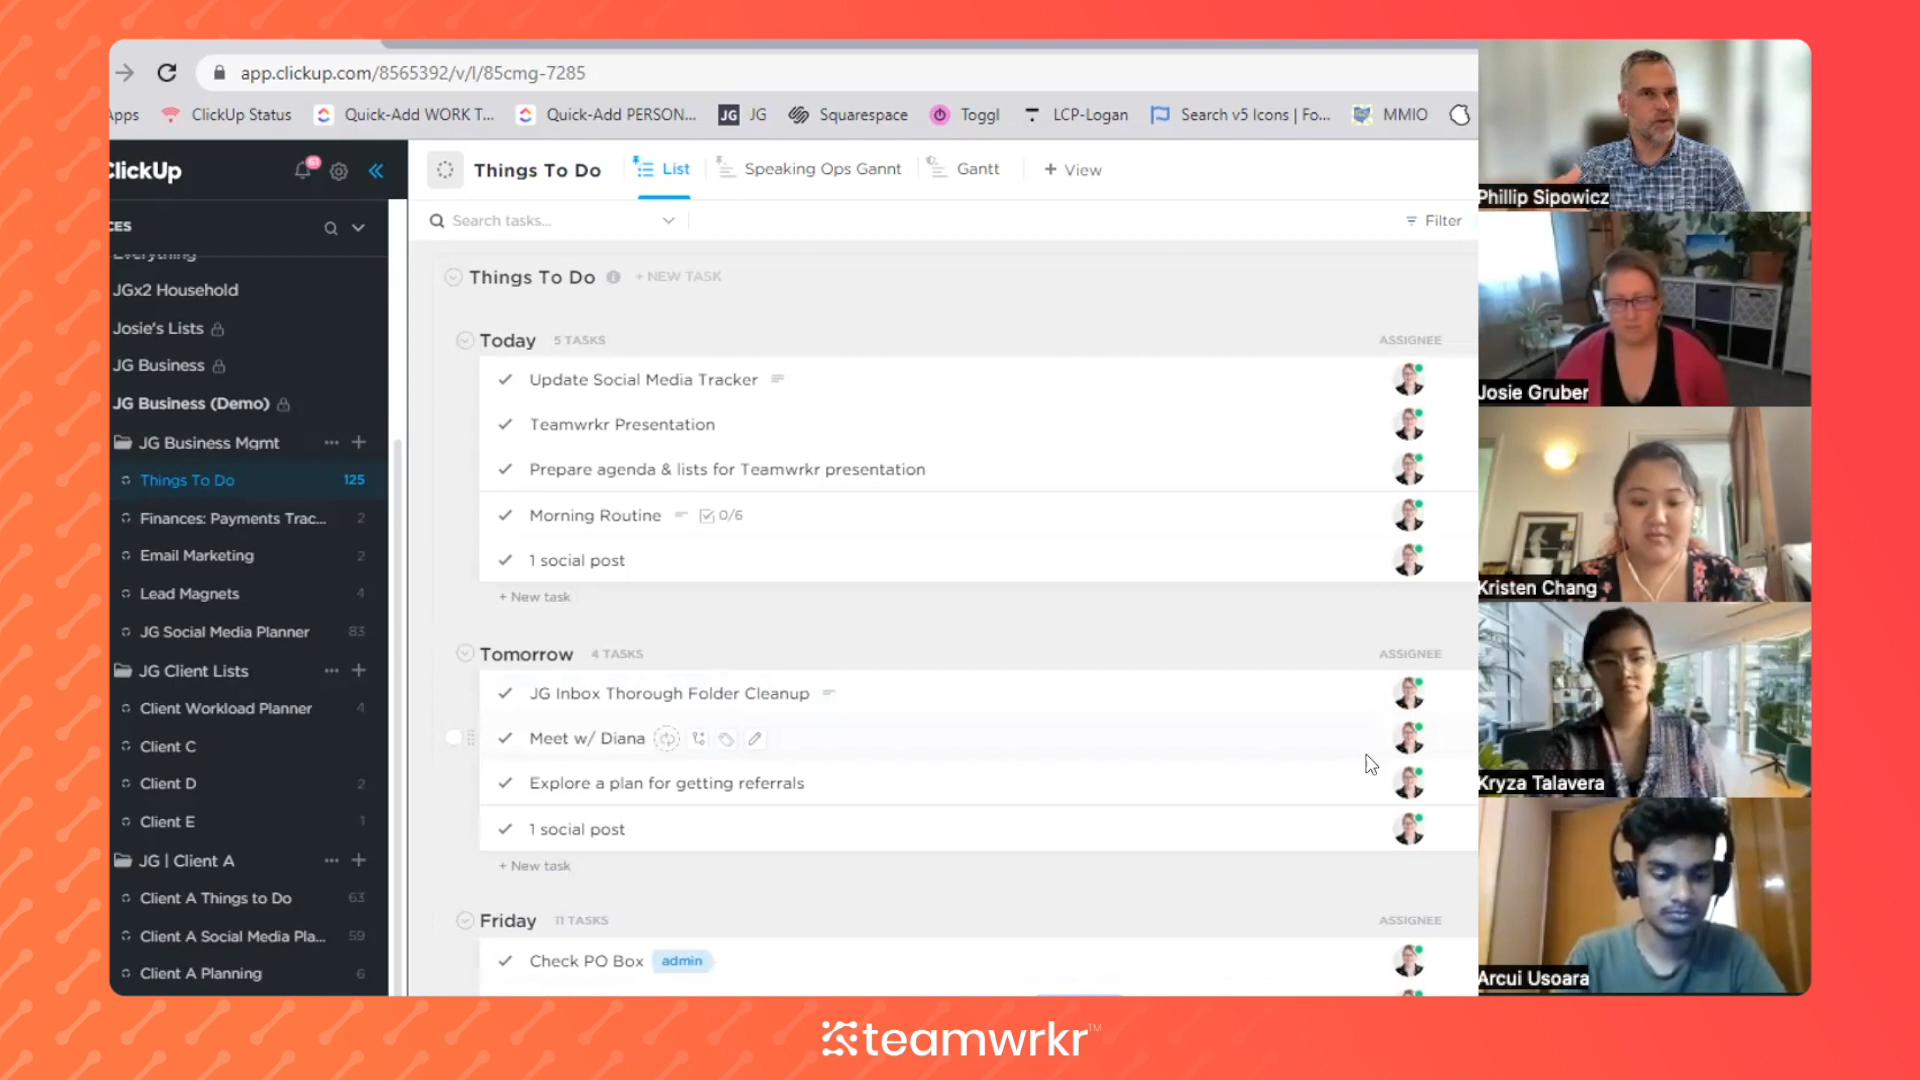 app.clickup.com/8565392/v/l/85cmg-7285
Apps
ClickUp Status
Quick-Add WORK T...
Quick-Add PERSON...
JG JG
Squarespace
Toggl
LCP-Logan
Search v5 Icons | Fo...
MMIO
ClickUp
61
CES
Everything
JGx2 Household
Josie's Lists
JG Business
JG Business (Demo)
JG Business Mgmt
Things To Do 125
Finances: Payments Trac... 2
Email Marketing 2
Lead Magnets 4
JG Social Media Planner 83
JG Client Lists
Client Workload Planner 4
Client C
Client D 2
Client E 1
JG | Client A
Client A Things to Do 63
Client A Social Media Pla... 59
Client A Planning 6
Things To Do
List
Speaking Ops Gannt
Gantt
+ View
Search tasks...
Filter
Things To Do + NEW TASK
Today 5 TASKS ASSIGNEE
Update Social Media Tracker
Teamwrkr Presentation
Prepare agenda & lists for Teamwrkr presentation
Morning Routine 0/6
1 social post
+ New task
Tomorrow 4 TASKS ASSIGNEE
JG Inbox Thorough Folder Cleanup
Meet w/ Diana
Explore a plan for getting referrals
1 social post
+ New task
Friday 11 TASKS ASSIGNEE
Check PO Box admin
Phillip Sipowicz
Josie Gruber
Kristen Chang
Kryza Talavera
Arcui Usoara
teamwrkr™